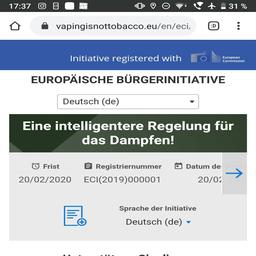 17:37
31 %
vapingisnottobacco.eu/en/eci.
Initiative registered with
European
Commission
EUROPÄISCHE BÜRGERINITIATIVE
Deutsch (de)
Eine intelligentere Regelung für
das Dampfen!
Frist
Registriernummer
Datum de
20/02/2020
ECI(2019)000001
20/02
Sprache der Initiative
Deutsch (de)